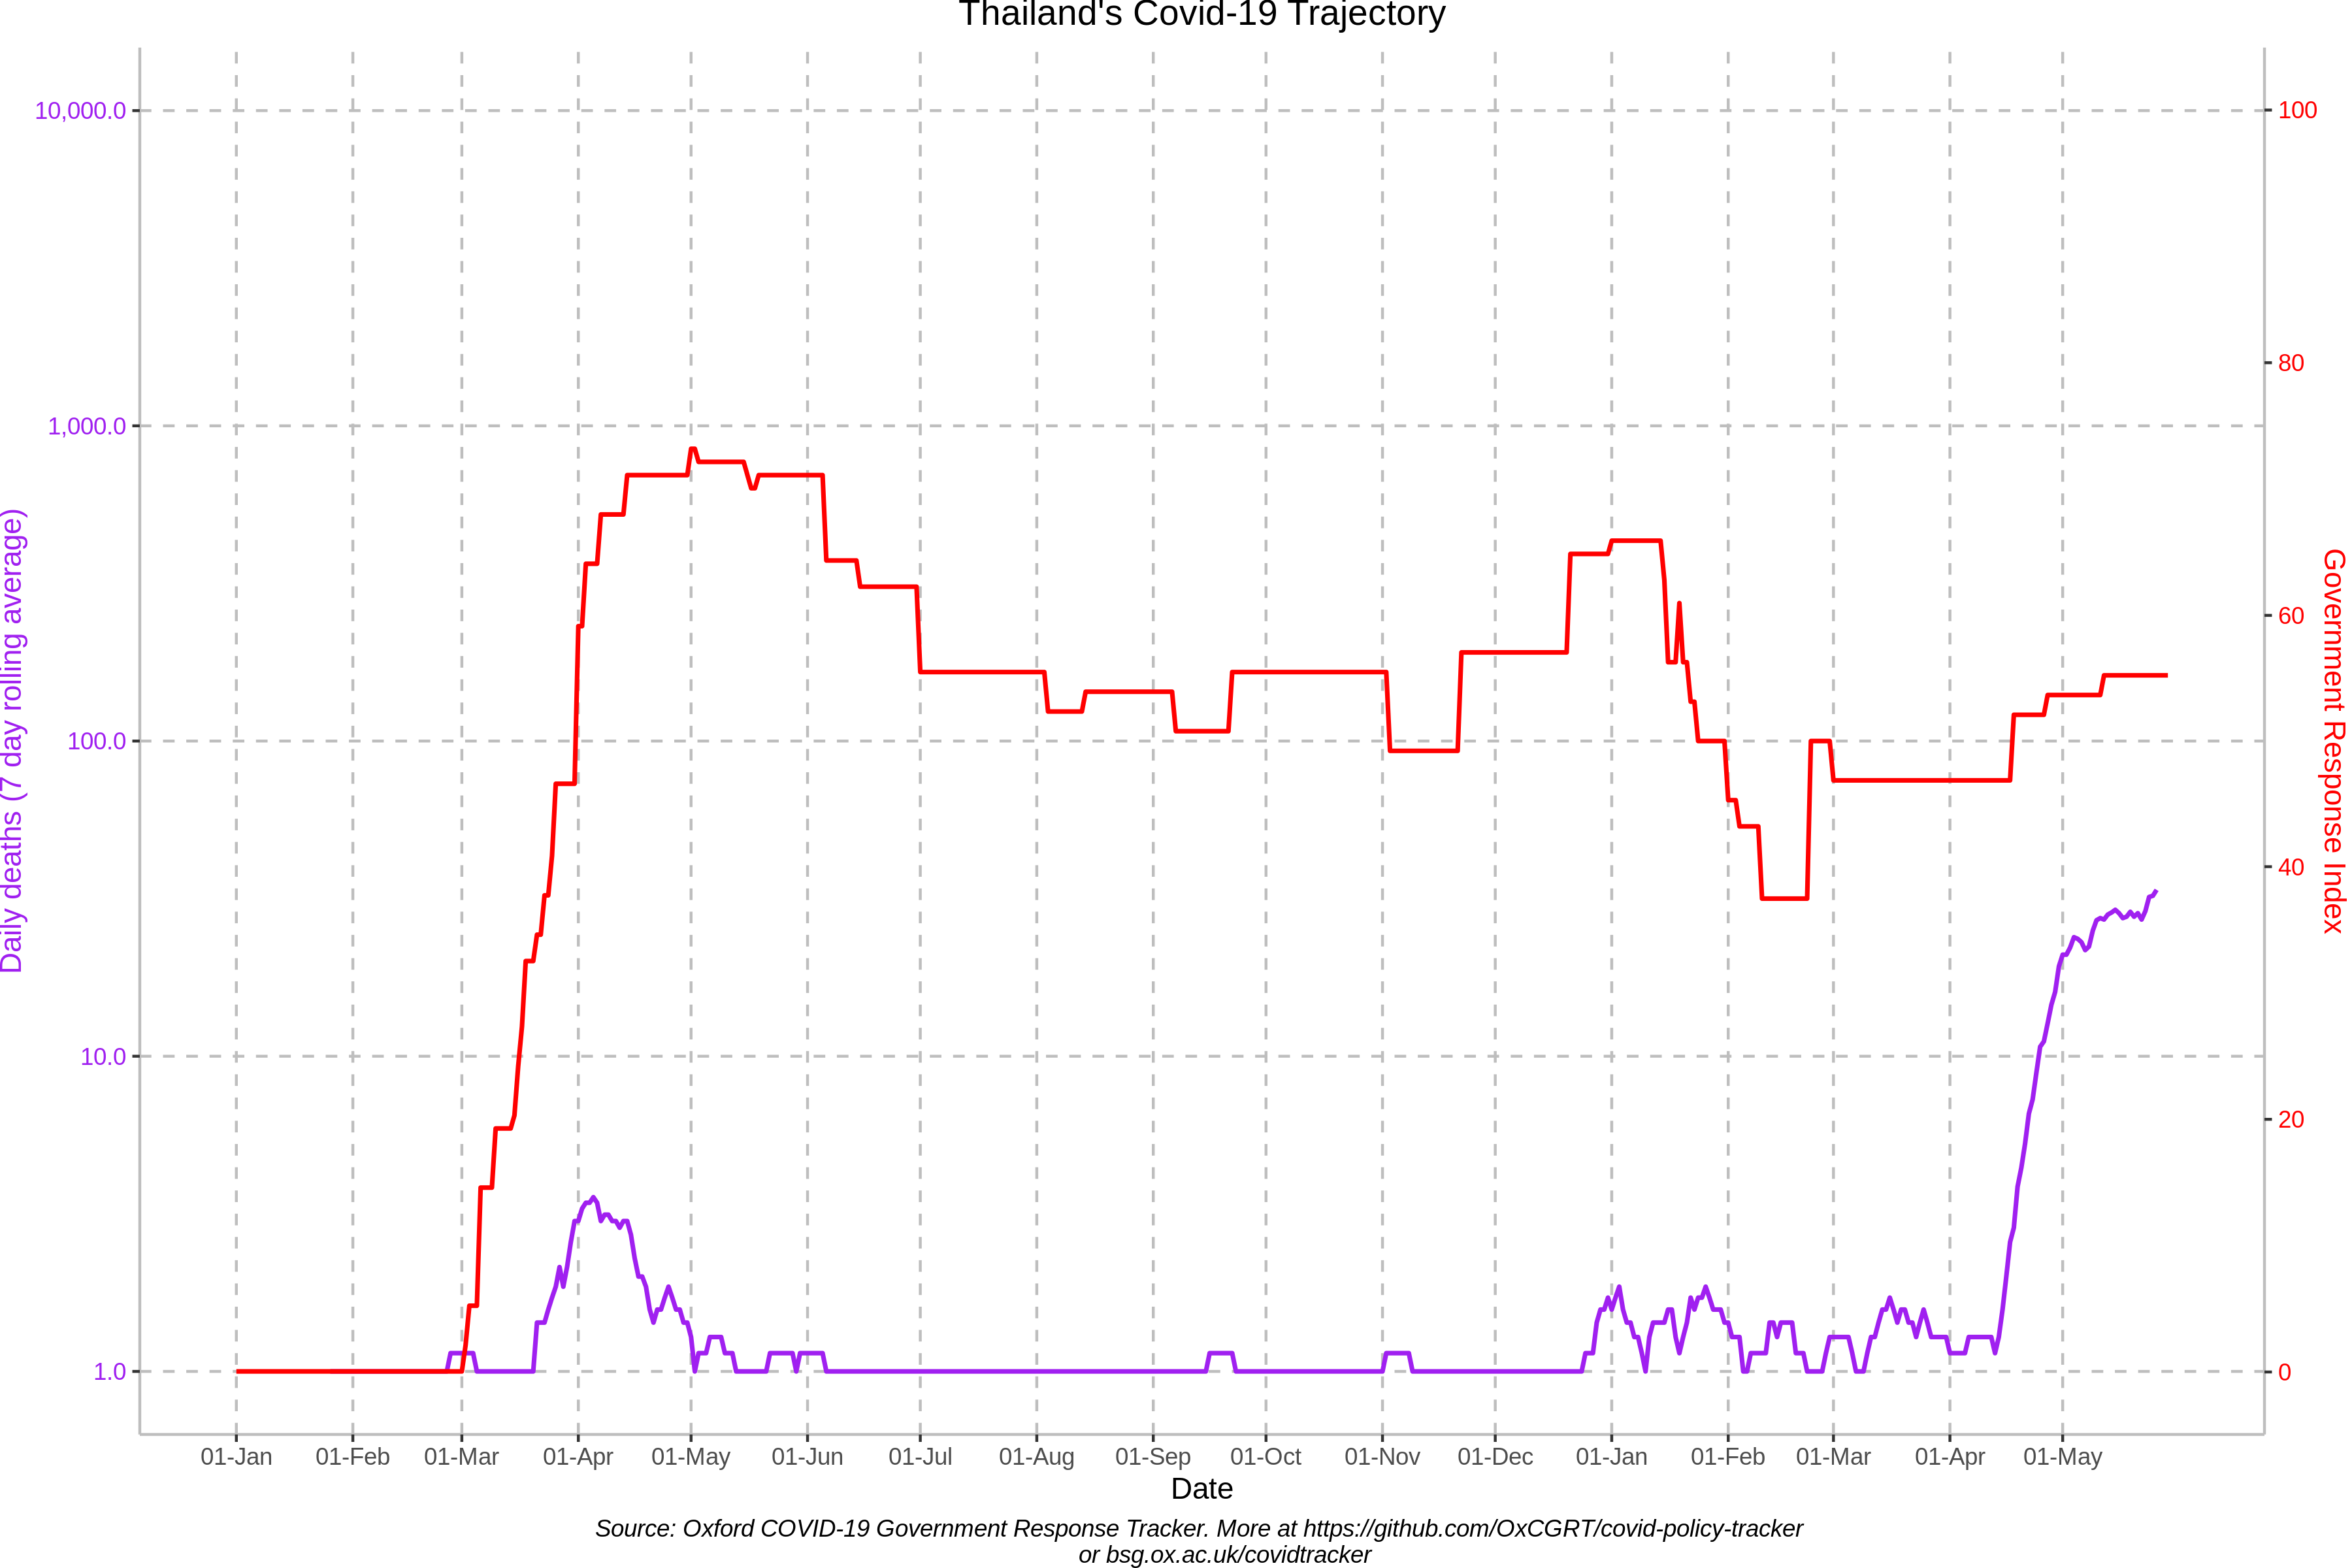 Thailand's Covid-19 Trajectory
10,000.0
1,000.0
100.0
10.0
1.0
Daily deaths (7 day rolling average)
100
80
60
40
20
0
Government Response Index
01-Jan 01-Feb 01-Mar 01-Apr 01-May 01-Jun 01-Jul 01-Aug 01-Sep 01-Oct 01-Nov 01-Dec 01-Jan 01-Feb 01-Mar 01-Apr 01-May
Date
Source: Oxford COVID-19 Government Response Tracker. More at https://github.com/OxCGRT/covid-policy-tracker
or bsg.ox.ac.uk/covidtracker